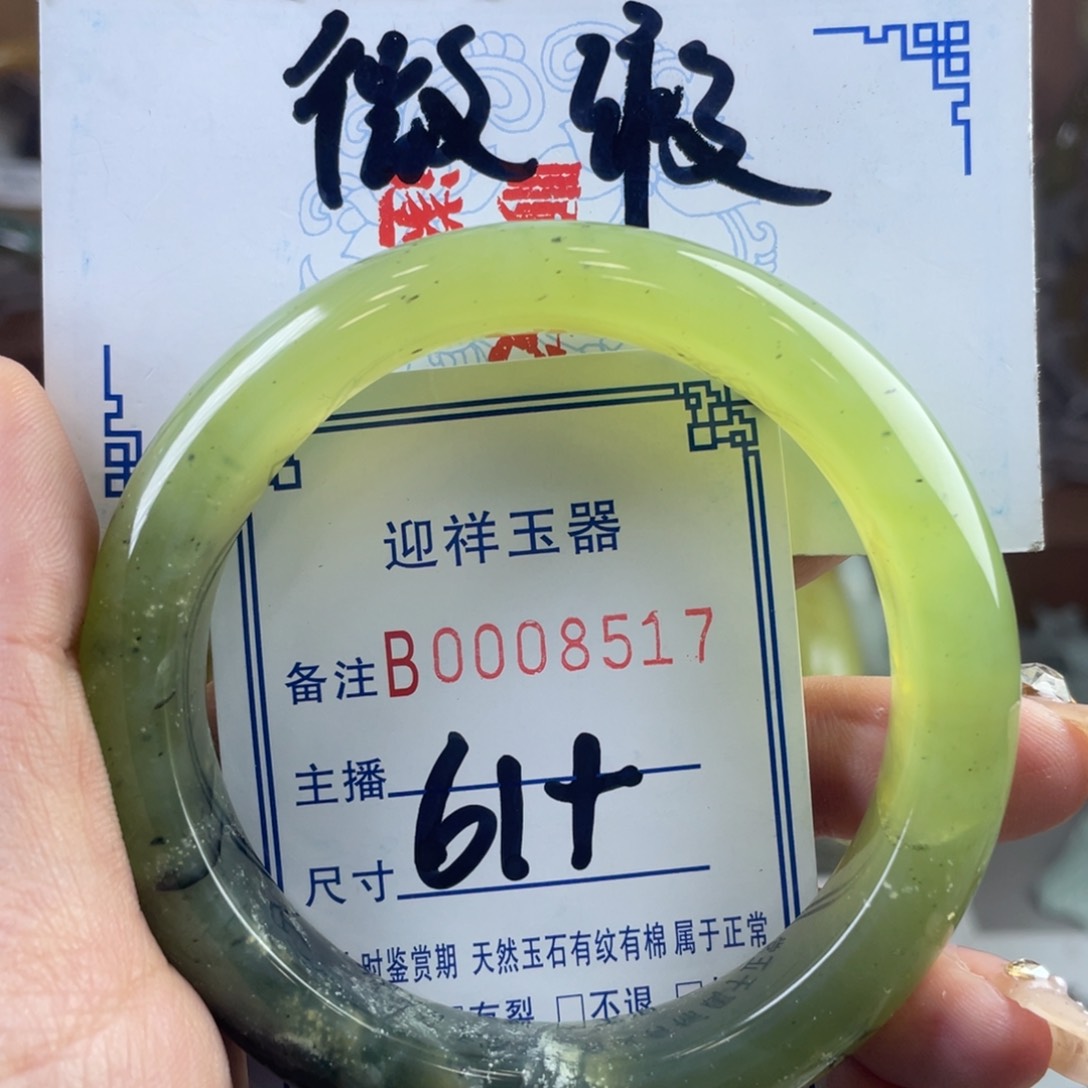 微瑕
迎祥玉器
备注B0008517
主播
尺寸 61+
时鉴赏期 天然玉石有纹有棉 属于正常
有裂 □不退 □